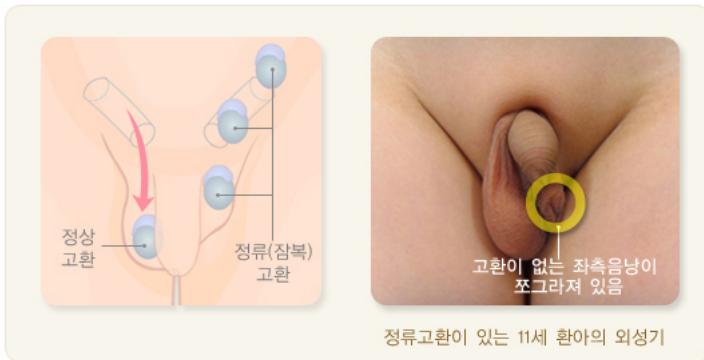 정상
고환
정류(잠복)
고환
고환이 없는 좌측음낭이
쪼그라져 있음
정류고환이 있는 11세 환아의 외성기